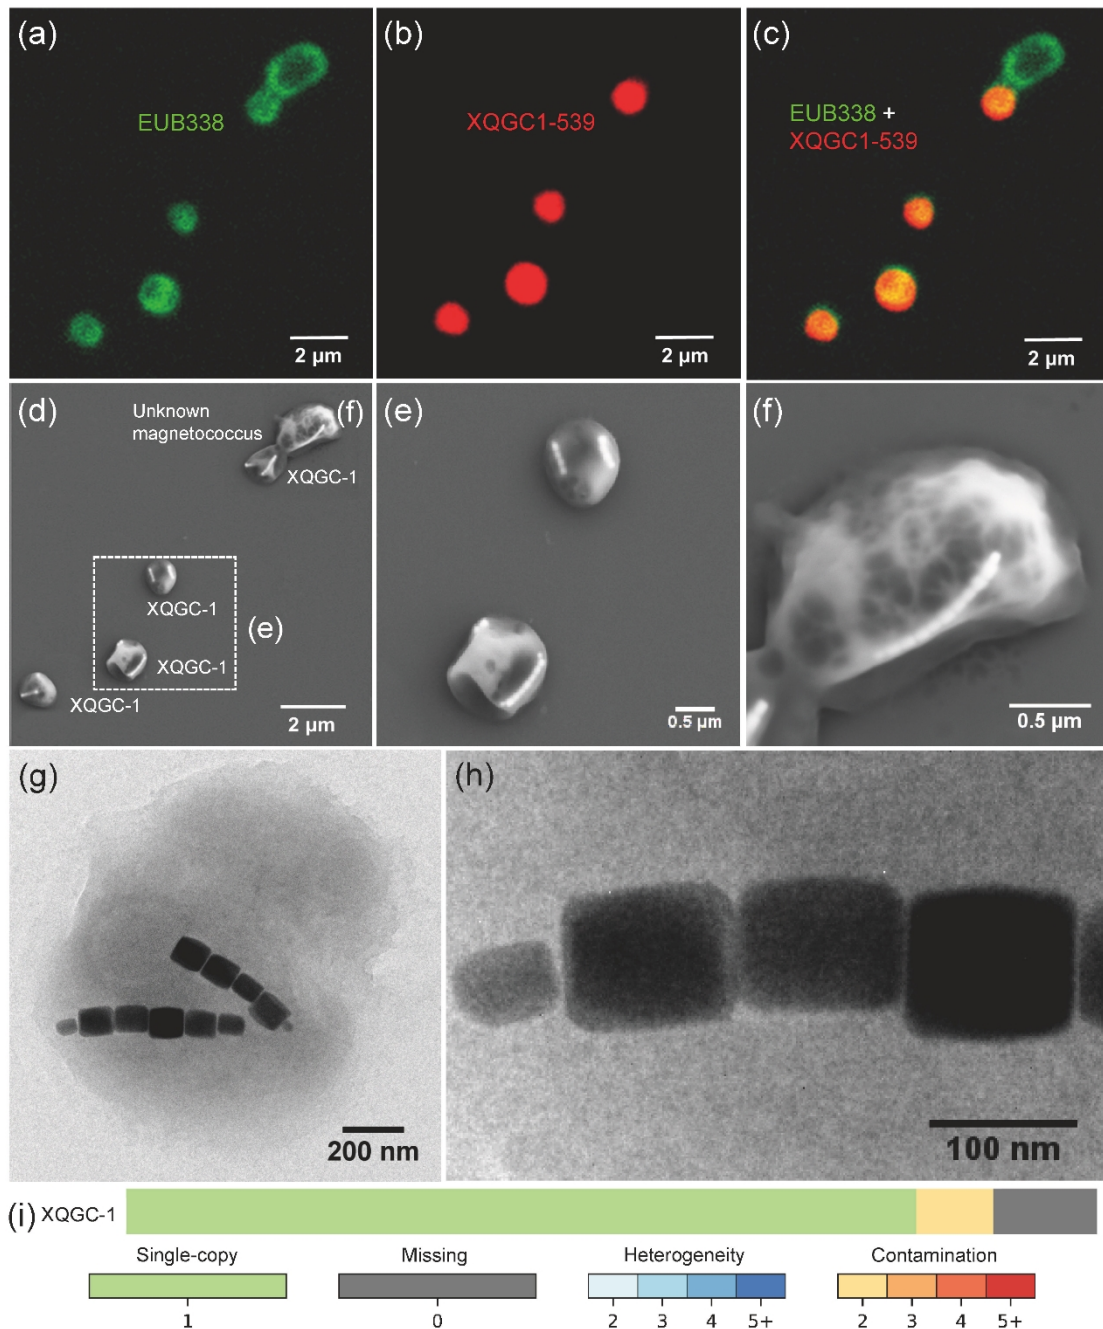 (a)
EUB338
2 µm
(b)
XQGC1-539
2 µm
(c)
EUB338 +
XQGC1-539
2 µm
(d)
Unknown
magnetococcus
(f)
XQGC-1
XQGC-1
(e)
XQGC-1
XQGC-1
2 µm
(e)
0.5 µm
(f)
0.5 µm
(g)
200 nm
(h)
100 nm
(i) XQGC-1
Single-copy Missing Heterogeneity Contamination
1 0 2 3 4 5+ 2 3 4 5+